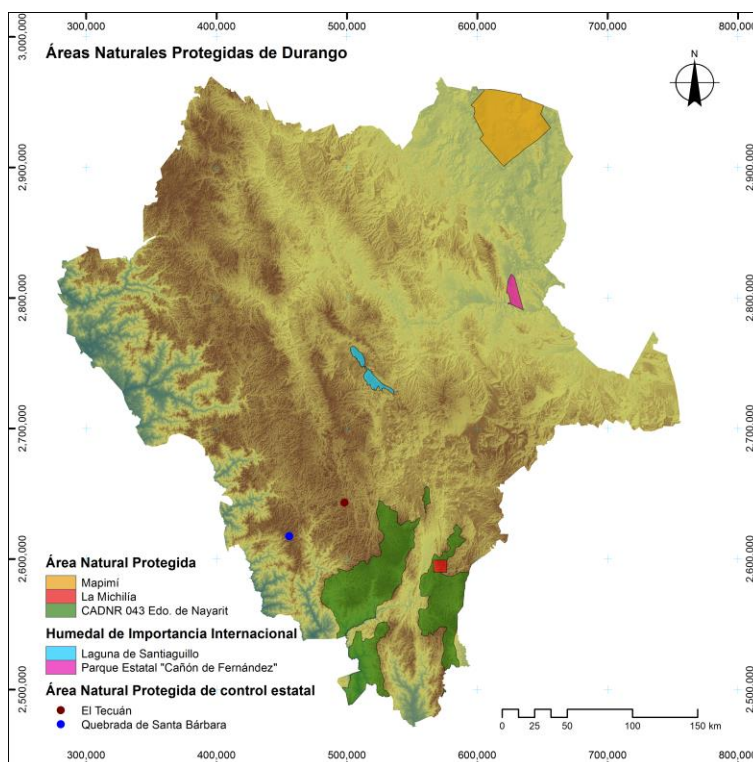 300,000 400,000 500,000 600,000 700,000 800,000
3,000,000 3,000,000
Áreas Naturales Protegidas de Durango
N
2,900,000 2,900,000
2,800,000 2,800,000
2,700,000 2,700,000
2,600,000 2,600,000
Área Natural Protegida
Mapimí
La Michilía
CADNR 043 Edo. de Nayarit
Humedal de Importancia Internacional
Laguna de Santiaguillo
Parque Estatal "Cañón de Fernández"
2,500,000 2,500,000
Área Natural Protegida de control estatal
El Tecuán
Quebrada de Santa Bárbara
0 25 50 100 150 km
300,000 400,000 500,000 600,000 700,000 800,000